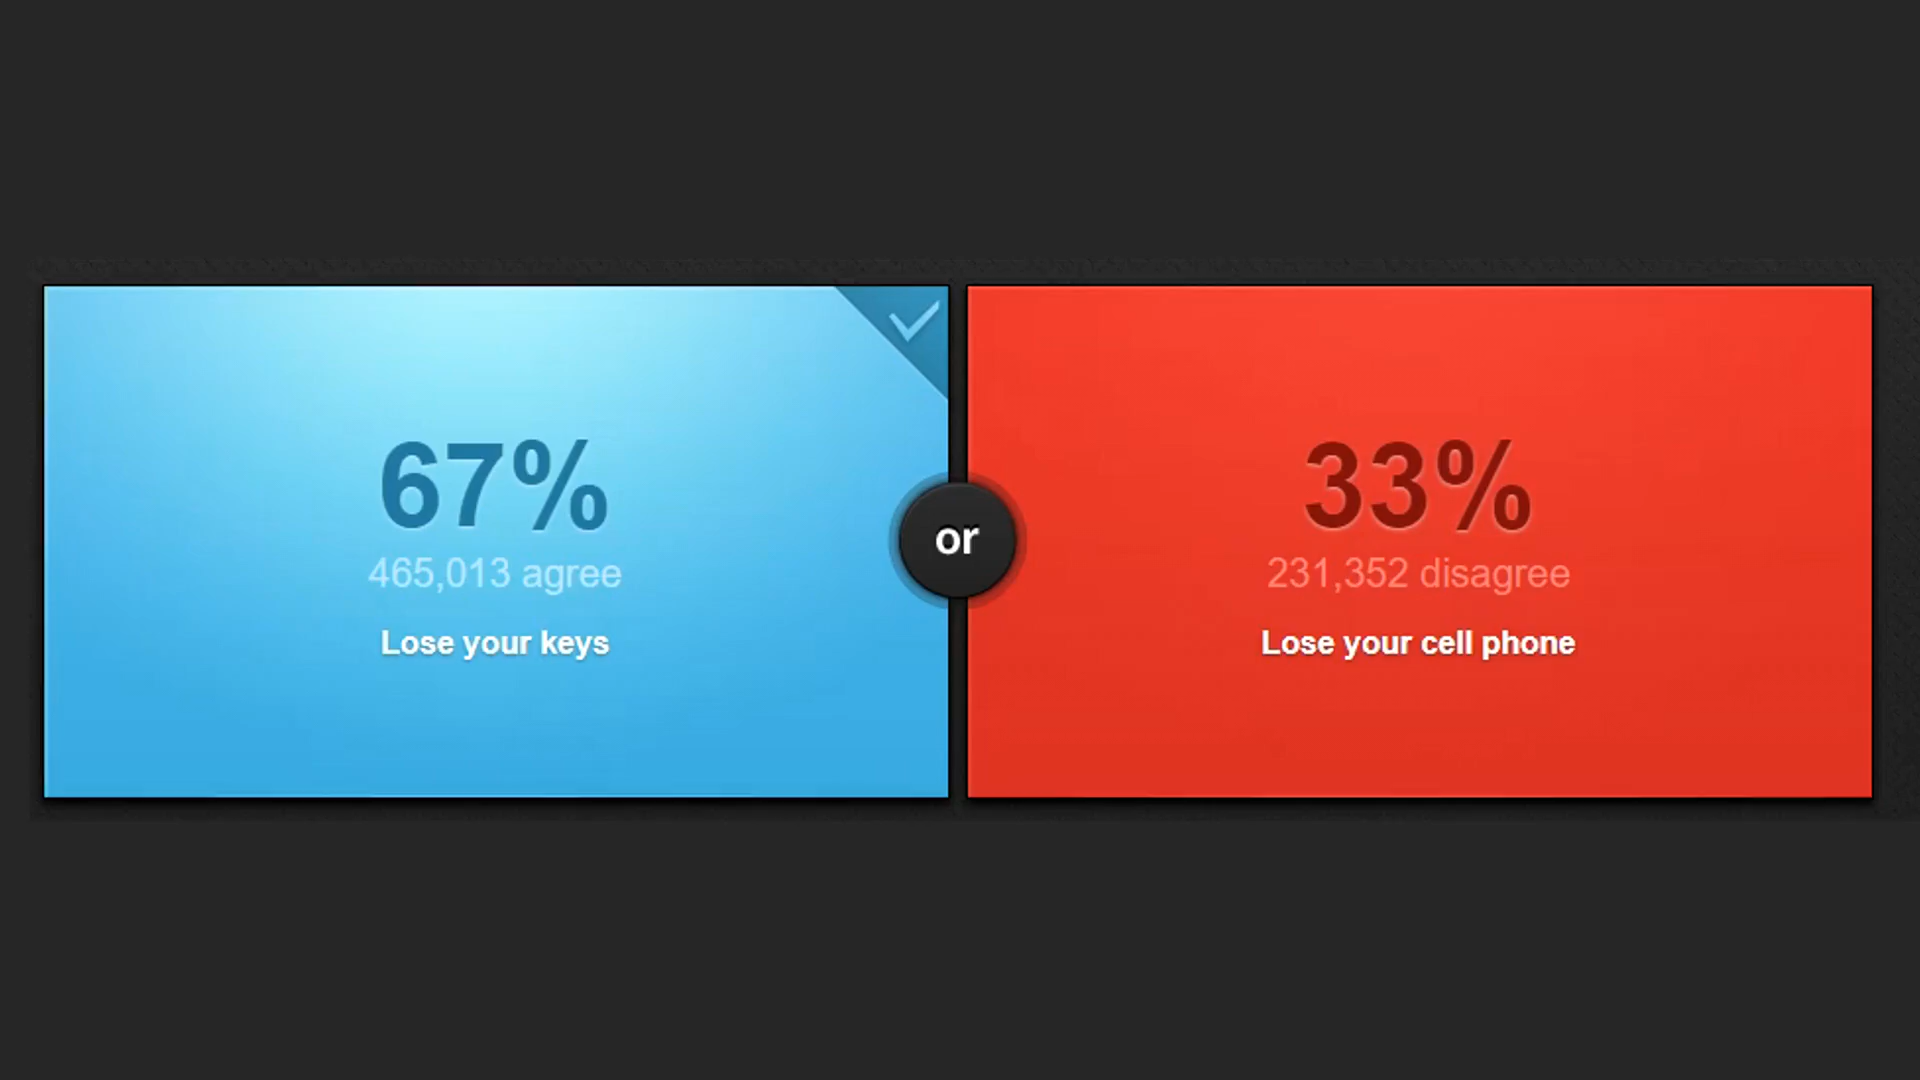 67%
465,013 agree
Lose your keys
or
33%
231,352 disagree
Lose your cell phone